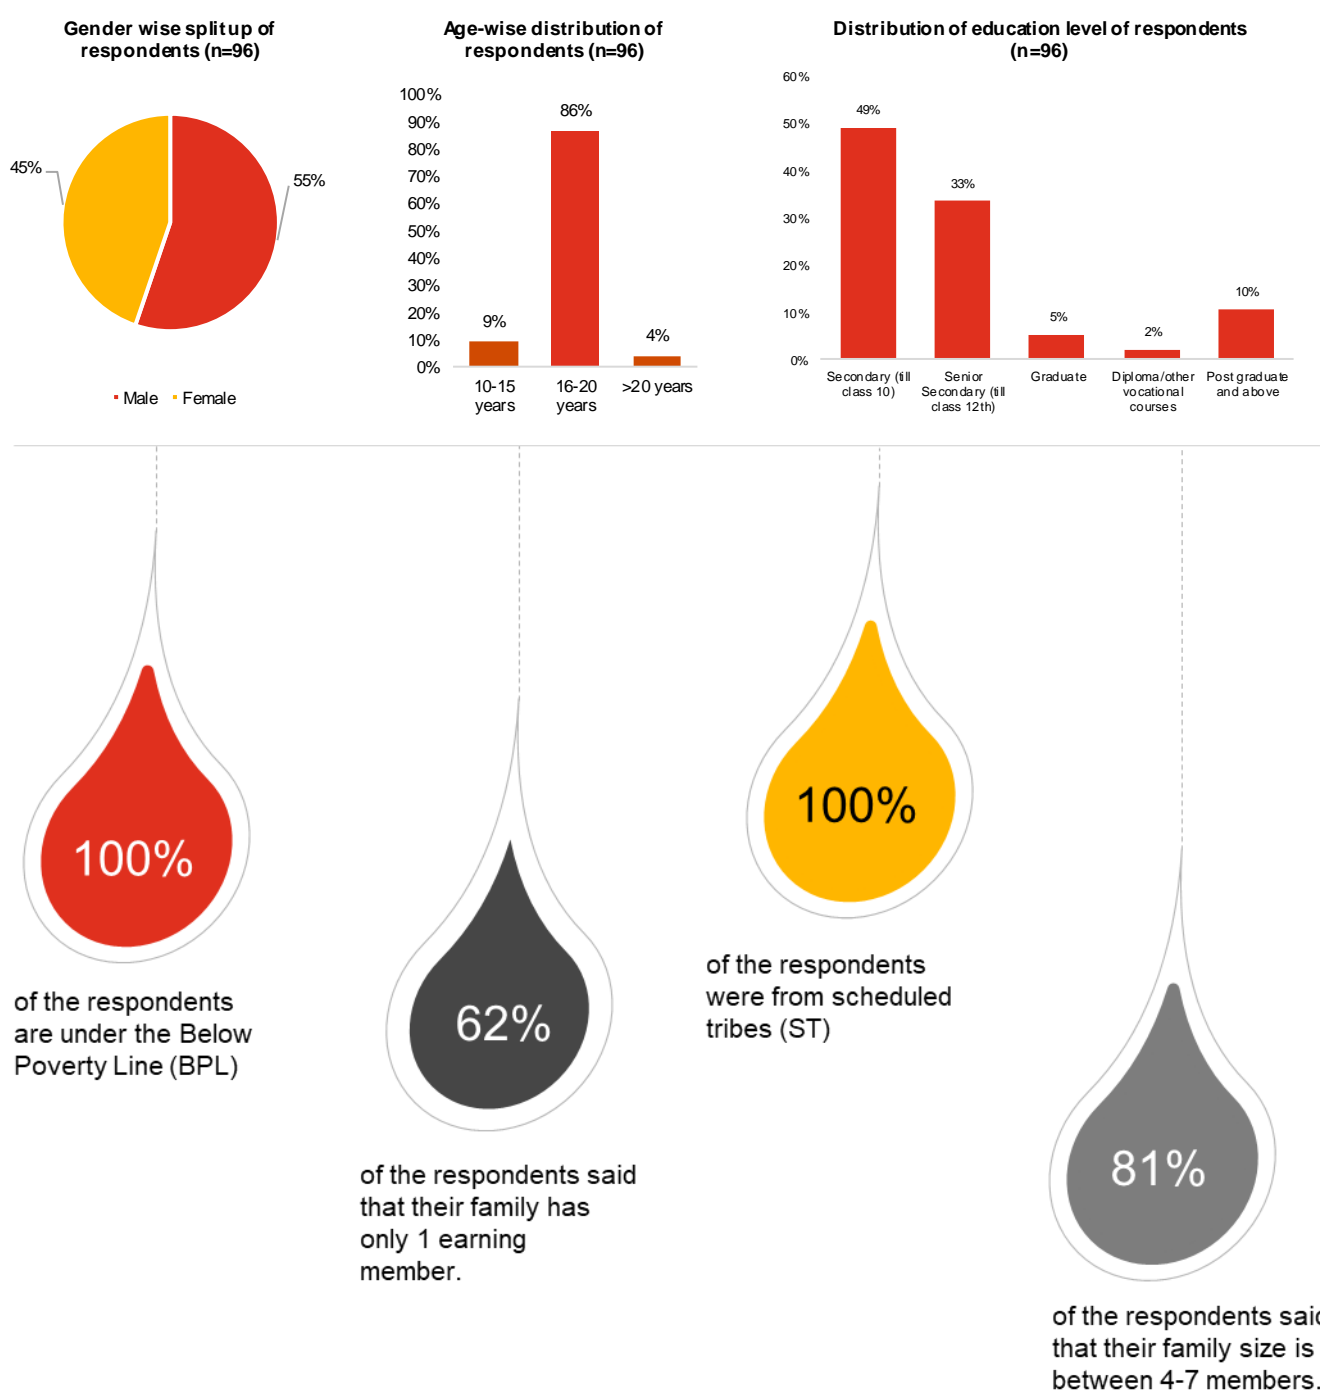 Gender wise split up of
respondents (n=96)
45%
55%
Male Female
Age-wise distribution of
respondents (n=96)
100%
90%
80%
70%
60%
50%
40%
30%
20%
10%
0%
9%
86%
4%
10-15
years
16-20
years
>20 years
Distribution of education level of respondents
(n=96)
60%
50%
40%
30%
20%
10%
0%
49%
33%
5%
2%
10%
Secondary (till
class 10)
Senior
Secondary (till
class 12th)
Graduate
Diploma/other
vocational
courses
Post graduate
and above
100%
of the respondents
are under the Below
Poverty Line (BPL)
62%
of the respondents said
that their family has
only 1 earning
member.
100%
of the respondents
were from scheduled
tribes (ST)
81%
of the respondents said
that their family size is
between 4-7 members.